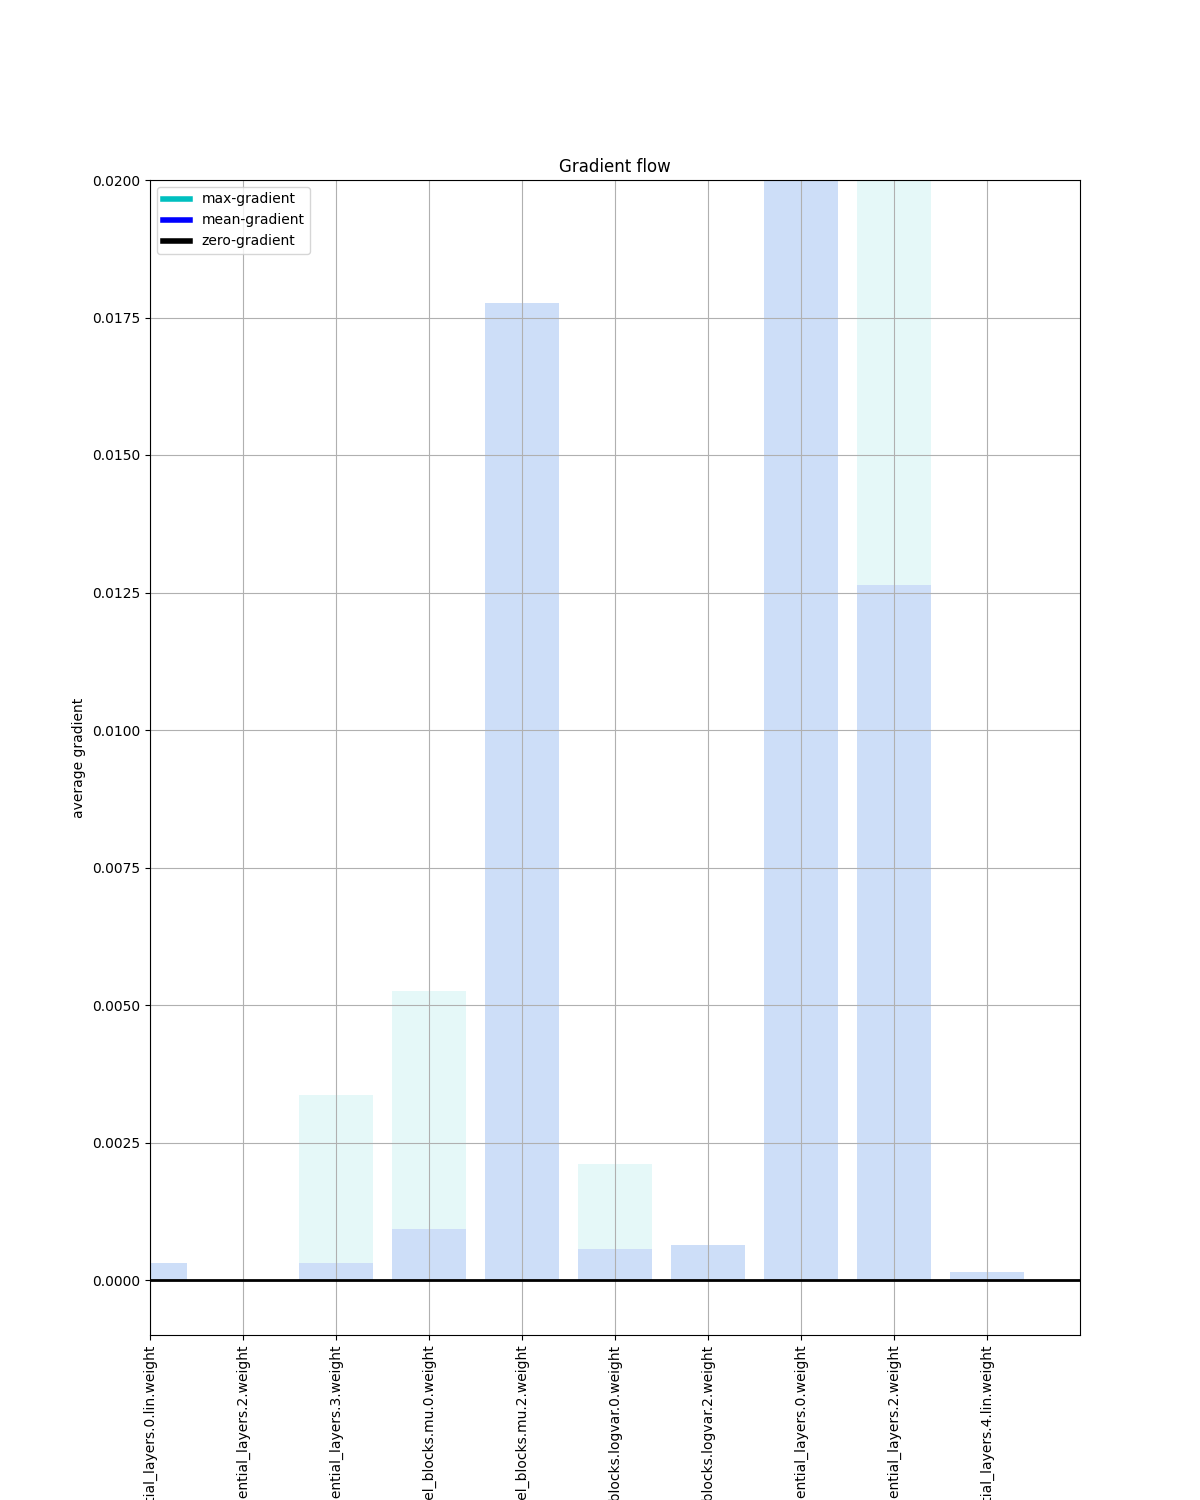 Gradient flow
max-gradient
mean-gradient
zero-gradient
0.0200
0.0175
0.0150
0.0125
0.0100
0.0075
0.0050
0.0025
0.0000
average gradient
tial_layers.0.lin.weight
ential_layers.2.weight
ential_layers.3.weight
el_blocks.mu.0.weight
el_blocks.mu.2.weight
blocks.logvar.0.weight
blocks.logvar.2.weight
ential_layers.0.weight
ential_layers.2.weight
tial_layers.4.lin.weight